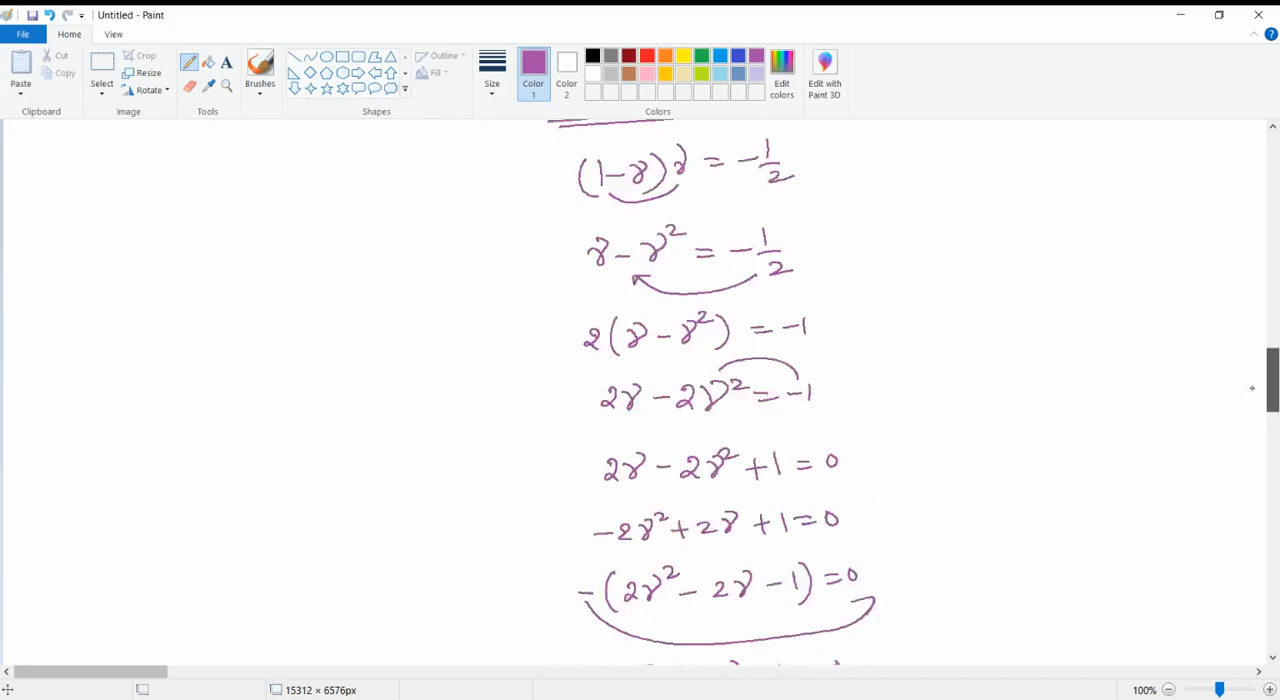 Untitled - Paint
File Home View
Paste
Cut
Copy
Clipboard
Select
Crop
Resize
Rotate
Image
A
Tools
Brushes
Outline
Fill
Shapes
Size
Color 1
Color 2
Edit colors
Edit with Paint 3D
Colors
(1-γ)γ = -1/2
γ - γ² = -1/2
2(γ - γ²) = -1
2γ - 2γ² = -1
2γ - 2γ² + 1 = 0
-2γ² + 2γ + 1 = 0
-(2γ² - 2γ - 1) = 0
15312 × 6576px
100%